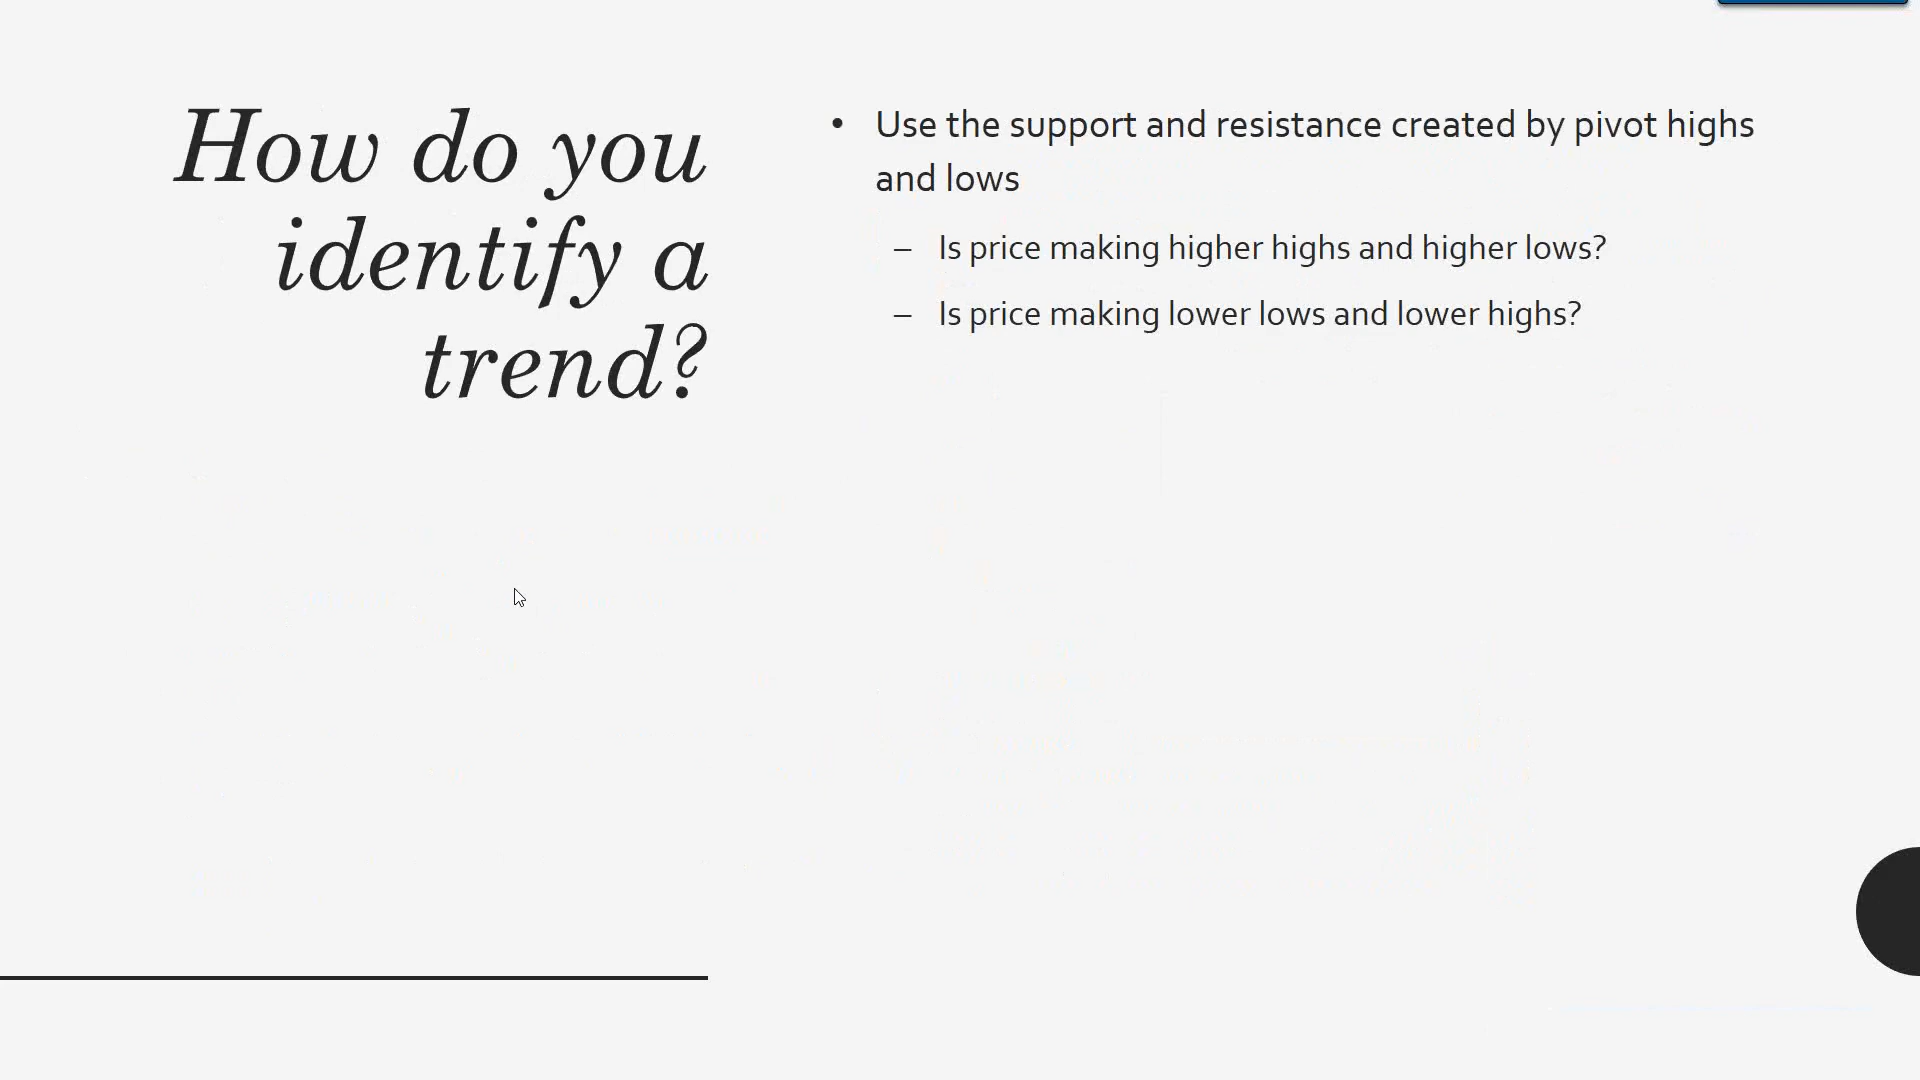 How do you
identify a
trend?
• Use the support and resistance created by pivot highs
and lows
– Is price making higher highs and higher lows?
– Is price making lower lows and lower highs?